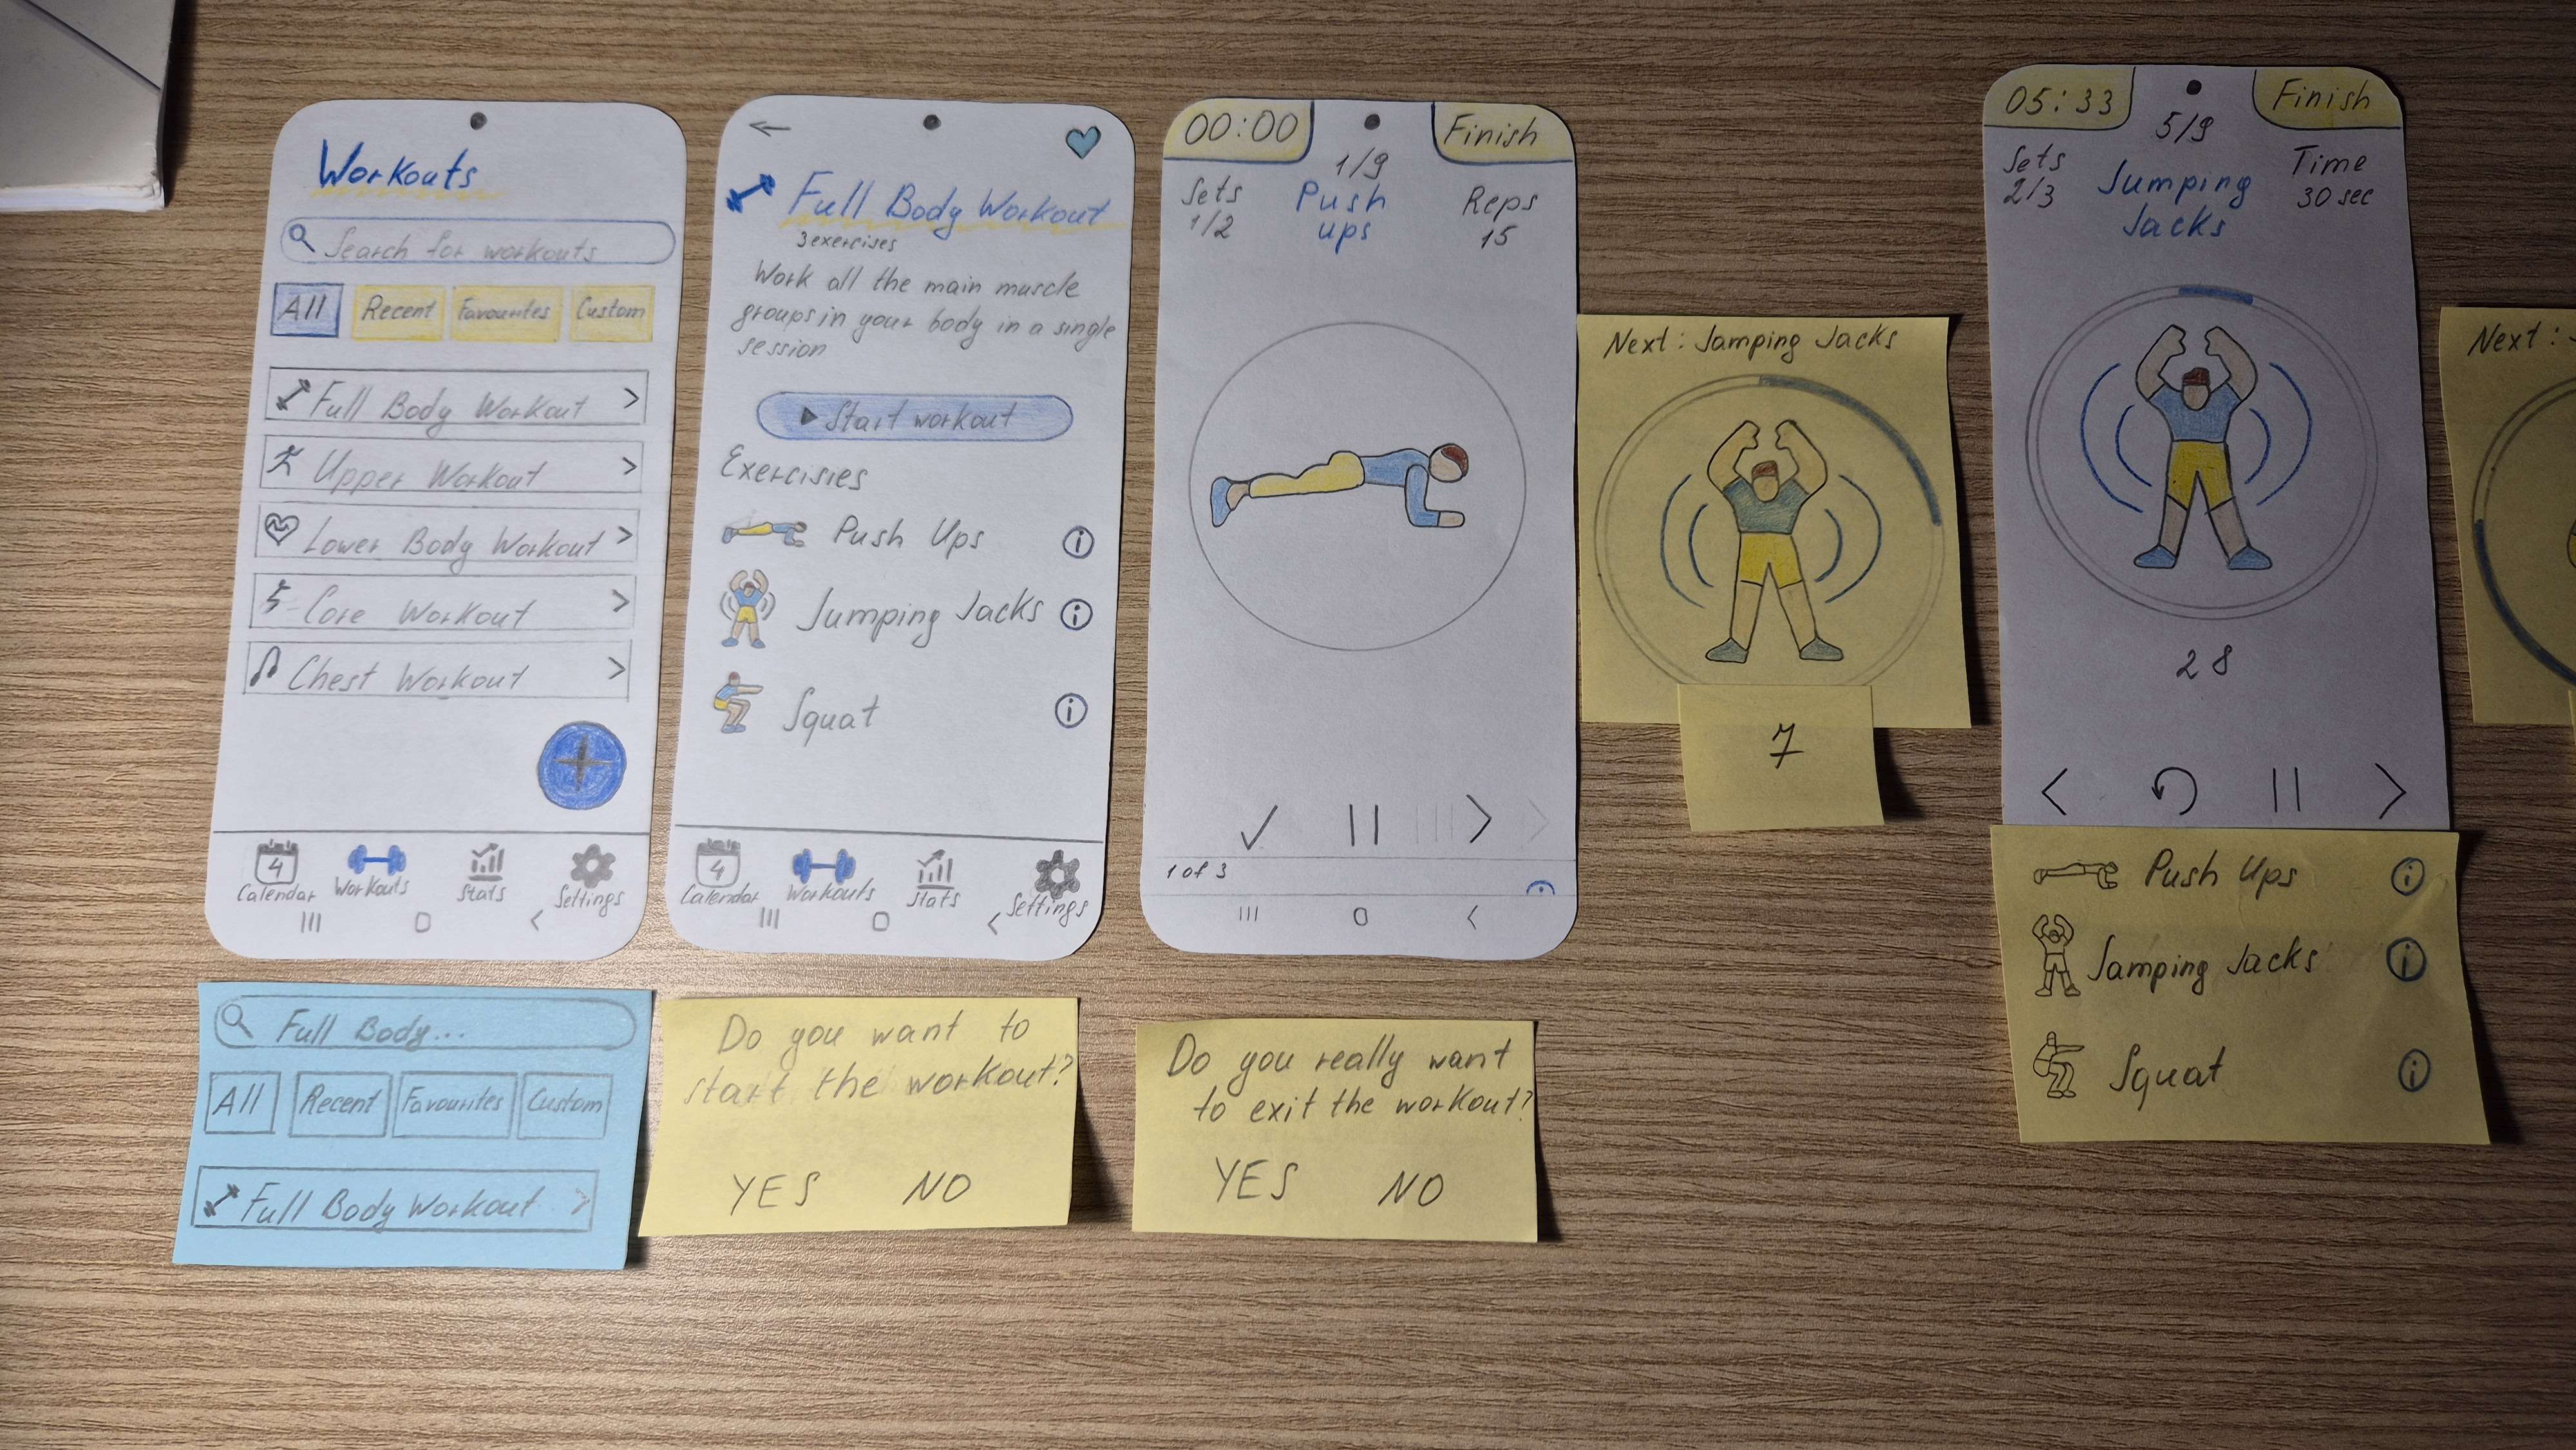 Workouts
Search for workouts
All Recent Favourites Custom
Full Body Workout
Upper Workout
Lower Body Workout
Core Workout
Chest Workout
4
Calendar Workouts Stats Settings
Full Body...
All Recent Favourites Custom
Full Body Workout
Full Body Workout
3 exercises
Work all the main muscle
groups in your body in a single
session
Start workout
Exercisies
Push Ups i
Jumping Jacks i
Squat i
4
Calendar Workouts Stats Settings
Do you want to
start the workout?
YES NO
00:00 Finish
1/9
Sets Push Reps
1/2 ups 15
1 of 3
Do you really want
to exit the workout?
YES NO
Next: Jamping Jacks
7
05:33 Finish
5/9
Sets Jumping Time
2/3 Jacks 30 sec
28
Push Ups i
Jamping Jacks i
Squat i
Next: